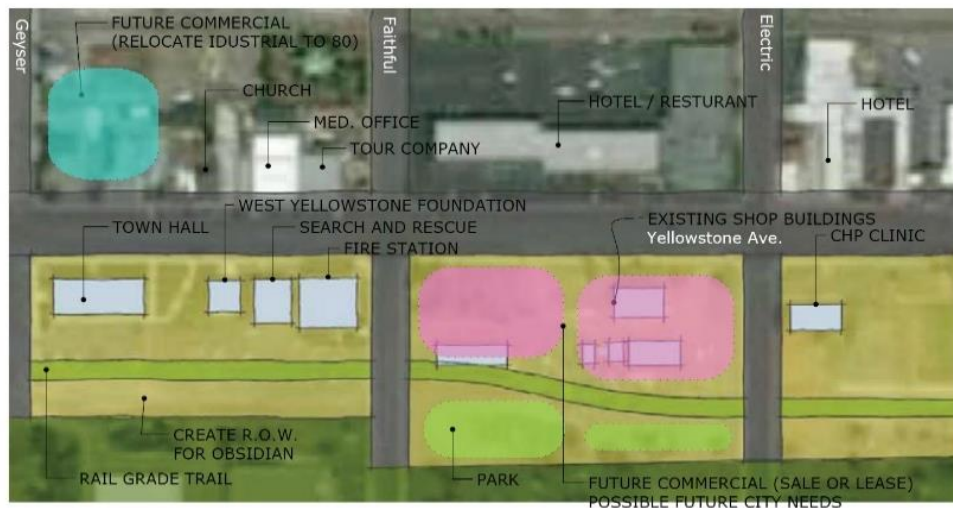 Geyser
FUTURE COMMERCIAL
(RELOCATE IDUSTRIAL TO 80)
Faithful
Electric
CHURCH
MED. OFFICE
TOUR COMPANY
HOTEL / RESTURANT
HOTEL
WEST YELLOWSTONE FOUNDATION
TOWN HALL
SEARCH AND RESCUE
FIRE STATION
EXISTING SHOP BUILDINGS
Yellowstone Ave.
CHP CLINIC
CREATE R.O.W.
FOR OBSIDIAN
RAIL GRADE TRAIL
PARK
FUTURE COMMERCIAL (SALE OR LEASE)
POSSIBLE FUTURE CITY NEEDS